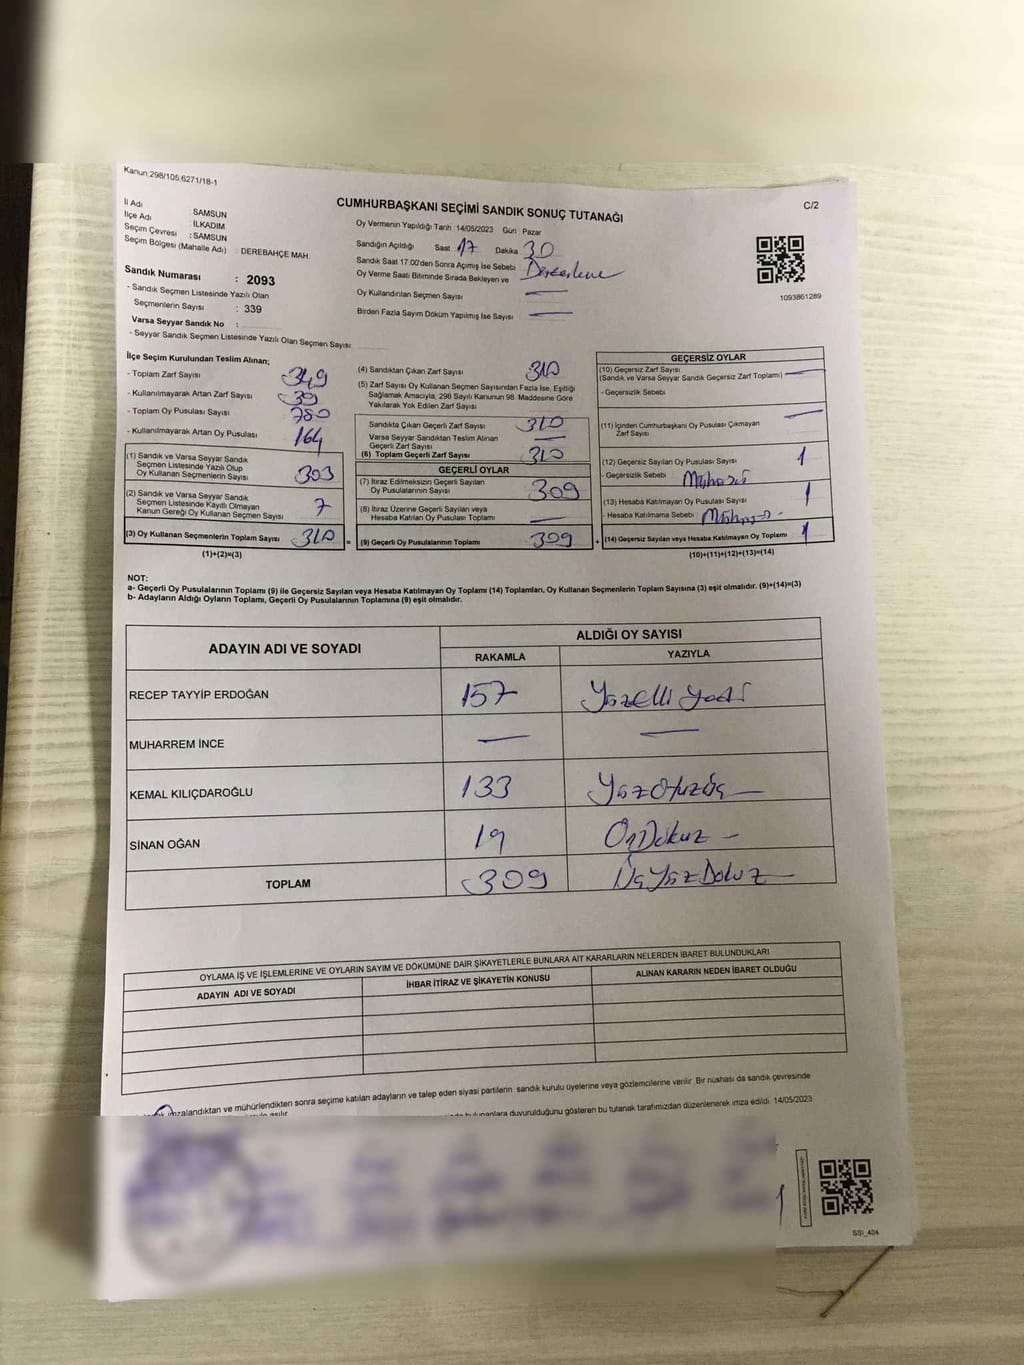 Kanun 298/105,6271/18-1
C/2
CUMHURBAŞKANI SEÇİMİ SANDIK SONUÇ TUTANAĞI
İl Adı : SAMSUN
İlçe Adı : İLKADIM
Seçim Çevresi : SAMSUN
Seçim Bölgesi (Mahalle Adı) : DEREBAHÇE MAH.
Sandık Numarası : 2093
- Sandık Seçmen Listesinde Yazılı Olan
Seçmenlerin Sayısı : 339
Varsa Seyyar Sandık No :
- Seyyar Sandık Seçmen Listesinde Yazılı Olan Seçmen Sayısı:
Oy Vermenin Yapıldığı Tarih : 14/05/2023 Gün : Pazar
Sandığın Açıldığı Saat 17 Dakika 30
Sandık Saat 17:00'den Sonra Açılmış İse Sebebi :
Oy Verme Saati Bitiminde Sırada Bekleyen ve
Oy Kullandırılan Seçmen Sayısı —
Birden Fazla Sayım Döküm Yapılmış İse Sayısı —
1093861289
İlçe Seçim Kurulundan Teslim Alınan;
- Toplam Zarf Sayısı 349
- Kullanılmayarak Artan Zarf Sayısı 39
- Toplam Oy Pusulası Sayısı 780
- Kullanılmayarak Artan Oy Pusulası 164
(1) Sandık ve Varsa Seyyar Sandık
Seçmen Listesinde Yazılı Olup
Oy Kullanan Seçmenlerin Sayısı 303
(2) Sandık ve Varsa Seyyar Sandık
Seçmen Listesinde Kayıtlı Olmayan
Kanun Gereği Oy Kullanan Seçmen Sayısı 7
(3) Oy Kullanan Seçmenlerin Toplam Sayısı 310 =
(1)+(2)=(3)
(4) Sandıktan Çıkan Zarf Sayısı 310
(5) Zarf Sayısı Oy Kullanan Seçmen Sayısından Fazla İse, Eşitliği
Sağlamak Amacıyla; 298 Sayılı Kanunun 98. Maddesine Göre
Yakılarak Yok Edilen Zarf Sayısı
Sandıkta Çıkan Geçerli Zarf Sayısı 310
Varsa Seyyar Sandıktan Teslim Alınan
Geçerli Zarf Sayısı —
(6) Toplam Geçerli Zarf Sayısı 310
GEÇERLİ OYLAR
(7) İtiraz Edilmeksizin Geçerli Sayılan
Oy Pusulalarının Sayısı 309
(8) İtiraz Üzerine Geçerli Sayılan veya
Hesaba Katılan Oy Pusulası Toplamı —
(9) Geçerli Oy Pusulalarının Toplamı 309 +
GEÇERSİZ OYLAR
(10) Geçersiz Zarf Sayısı
(Sandık ve Varsa Seyyar Sandık Geçersiz Zarf Toplamı) —
- Geçersizlik Sebebi
(11) İçinden Cumhurbaşkanı Oy Pusulası Çıkmayan
Zarf Sayısı —
(12) Geçersiz Sayılan Oy Pusulası Sayısı 1
- Geçersizlik Sebebi
(13) Hesaba Katılmayan Oy Pusulası Sayısı 1
- Hesaba Katılmama Sebebi :
(14) Geçersiz Sayılan veya Hesaba Katılmayan Oy Toplamı 1
(10)+(11)+(12)+(13)=(14)
NOT:
a- Geçerli Oy Pusulalarının Toplamı (9) ile Geçersiz Sayılan veya Hesaba Katılmayan Oy Toplamı (14) Toplamları, Oy Kullanan Seçmenlerin Toplam Sayısına (3) eşit olmalıdır. (9)+(14)=(3)
b- Adayların Aldığı Oyların Toplamı, Geçerli Oy Pusulalarının Toplamına (9) eşit olmalıdır.
ADAYIN ADI VE SOYADI
ALDIĞI OY SAYISI
RAKAMLA YAZIYLA
RECEP TAYYİP ERDOĞAN 157 Yüzelli yedi
MUHARREM İNCE — —
KEMAL KILIÇDAROĞLU 133 Yüz Otuzüç —
SİNAN OĞAN 19 OnDokuz —
TOPLAM 309 ÜçYüzDokuz —
OYLAMA İŞ VE İŞLEMLERİNE VE OYLARIN SAYIM VE DÖKÜMÜNE DAİR ŞİKAYETLERLE BUNLARA AİT KARARLARIN NELERDEN İBARET BULUNDUKLARI
ADAYIN ADI VE SOYADI İHBAR İTİRAZ VE ŞİKAYETİN KONUSU ALINAN KARARIN NEDEN İBARET OLDUĞU
imzalandıktan ve mühürlendikten sonra seçime katılan adayların ve talep eden siyasi partilerin sandık kurulu üyelerine veya gözlemcilerine verilir. Bir nüshası da sandık çevresinde
duyurulduğunu gösteren bu tutanak tarafımızdan düzenlenerek imza edildi. 14/05/2023
SSI_404